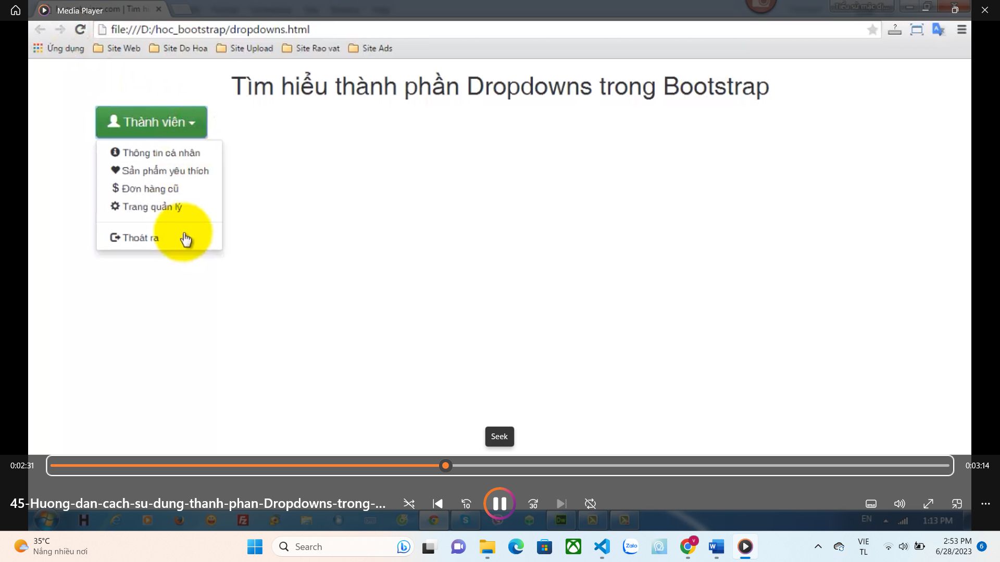 Media Player
file:///D:/hoc_bootstrap/dropdowns.html
Ứng dụng Site Web Site Do Hoa Site Upload Site Rao vat Site Ads
Tìm hiểu thành phần Dropdowns trong Bootstrap
Thành viên
Thông tin cá nhân
Sản phẩm yêu thích
$ Đơn hàng cũ
Trang quản lý
Thoát ra
Seek
0:02:31
0:03:14
45-Huong-dan-cach-su-dung-thanh-phan-Dropdowns-trong-...
10
30
EN 1:13 PM
35°C
Nắng nhiều nơi
Search
Zalo
VIE
TL
2:53 PM
6/28/2023
6